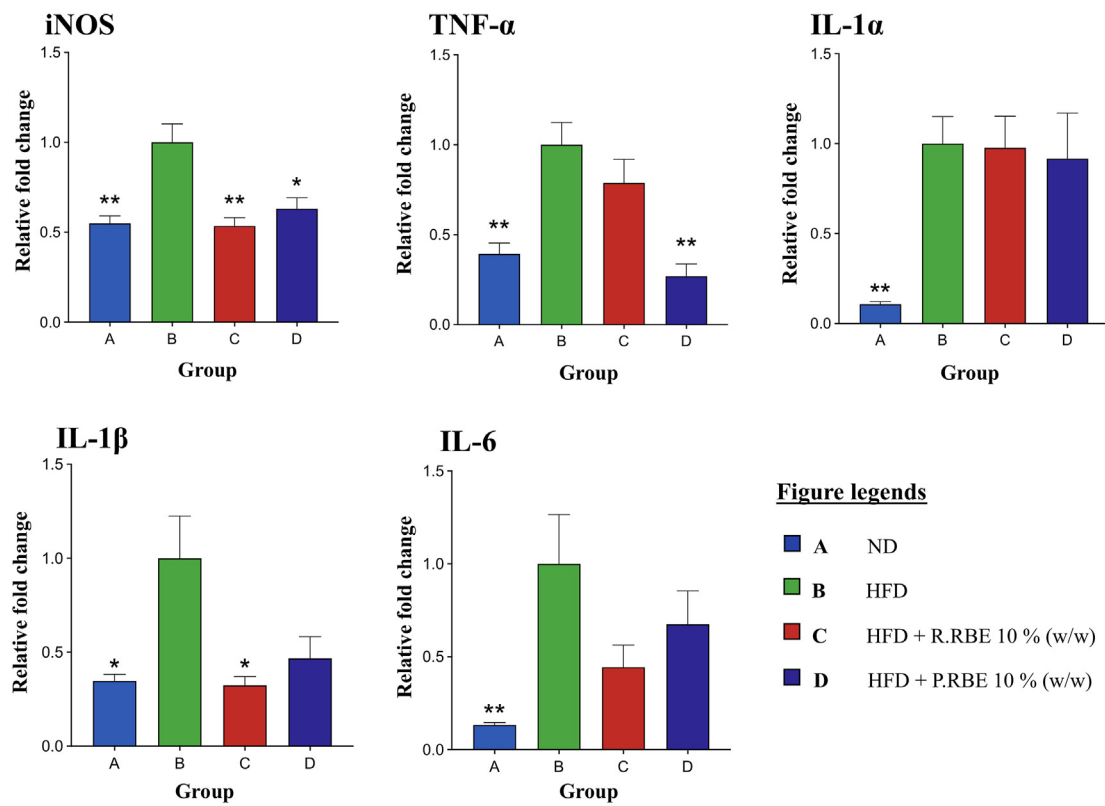 iNOS
Relative fold change
1.5
1.0
0.5
0.0
**
**
*
A B C D
Group
TNF-α
Relative fold change
1.5
1.0
0.5
0.0
**
**
A B C D
Group
IL-1α
Relative fold change
1.5
1.0
0.5
0.0
**
A B C D
Group
IL-1β
Relative fold change
1.5
1.0
0.5
0.0
*
*
A B C D
Group
IL-6
Relative fold change
1.5
1.0
0.5
0.0
**
A B C D
Group
Figure legends
A ND
B HFD
C HFD + R.RBE 10 % (w/w)
D HFD + P.RBE 10 % (w/w)